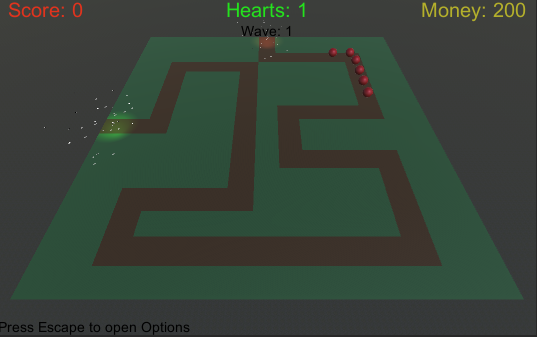 Score: 0
Hearts: 1
Money: 200
Wave: 1
Press Escape to open Options